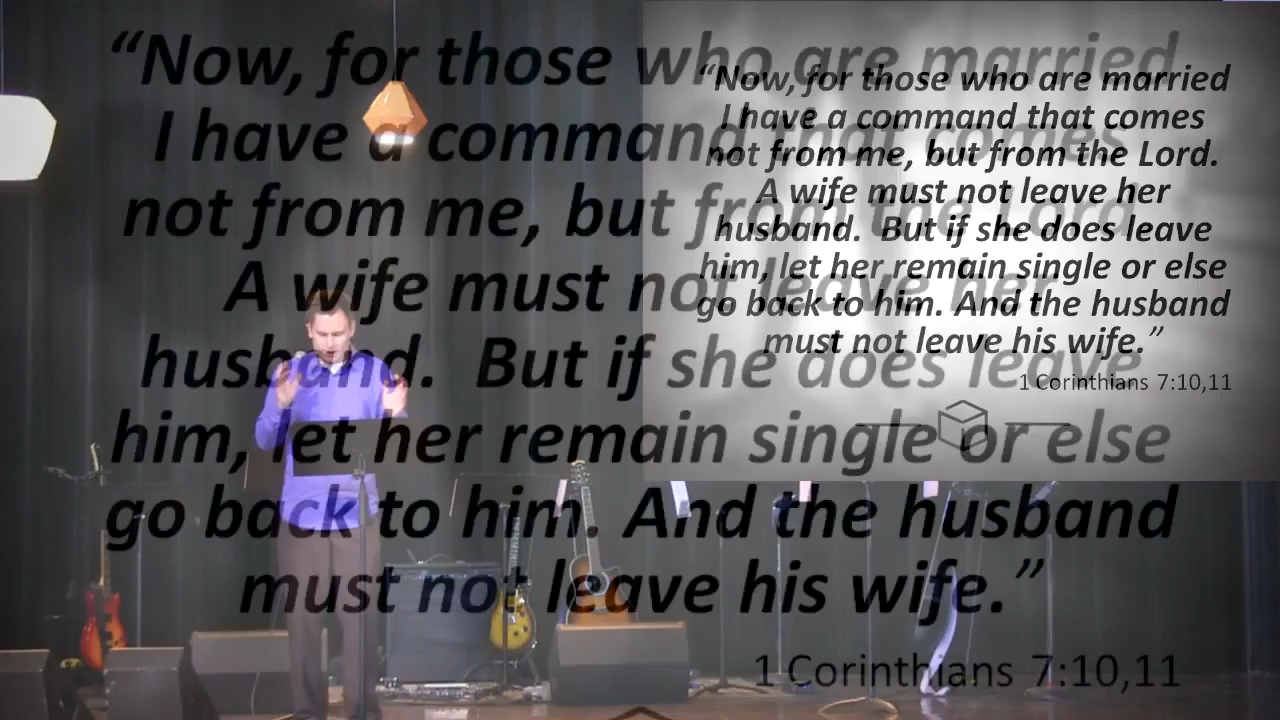 “Now, for those who are married
I have a command that comes
not from me, but from the Lord.
A wife must not leave her
husband.  But if she does leave
him, let her remain single or else
go back to him. And the husband
must not leave his wife.”
1 Corinthians 7:10,11
“Now, for those who are married
I have a command that comes
not from me, but from the Lord.
A wife must not leave her
husband.  But if she does leave
him, let her remain single or else
go back to him. And the husband
must not leave his wife.”
1 Corinthians 7:10,11